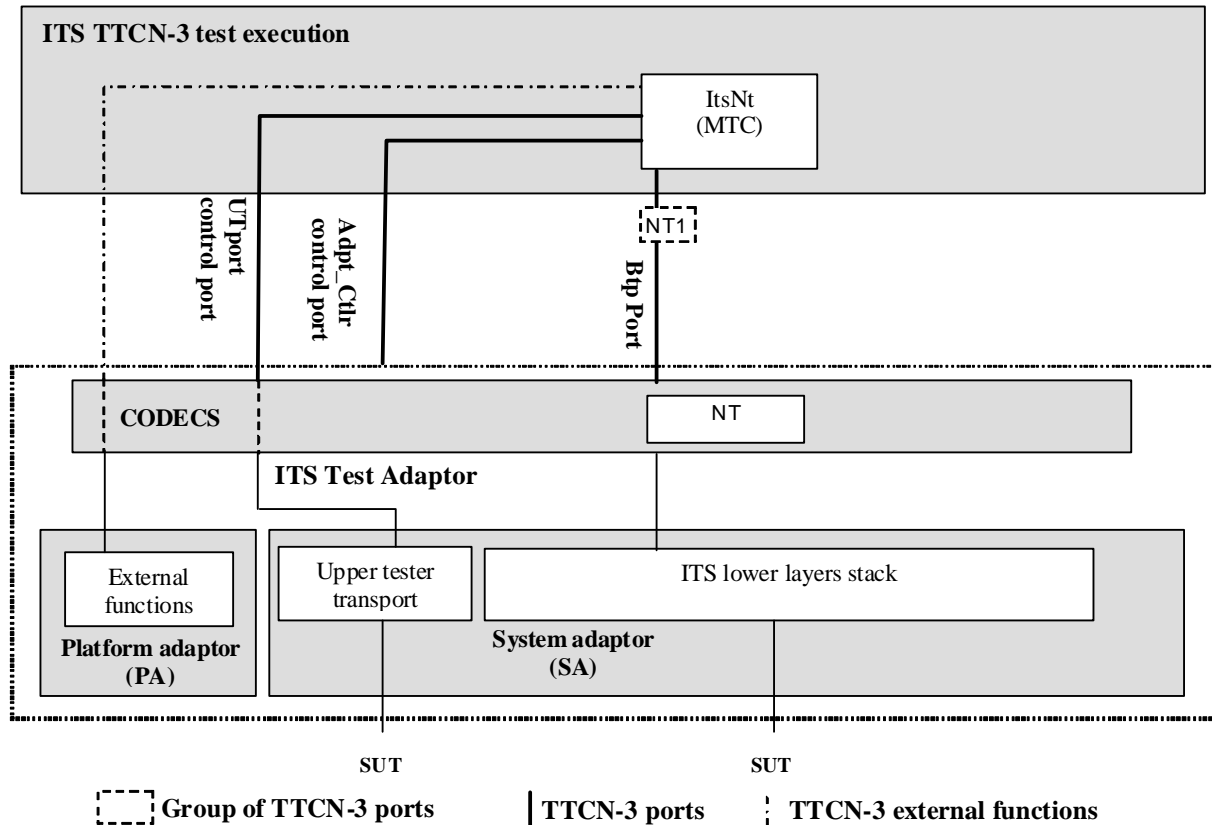 ITS TTCN-3 test execution
ItsNt
(MTC)
UTport
control port
Adpt_Ctlr
control port
NT1
Btp Port
CODECS
NT
ITS Test Adaptor
External
functions
Platform adaptor
(PA)
Upper tester
transport
ITS lower layers stack
System adaptor
(SA)
SUT
SUT
Group of TTCN-3 ports
TTCN-3 ports
TTCN-3 external functions